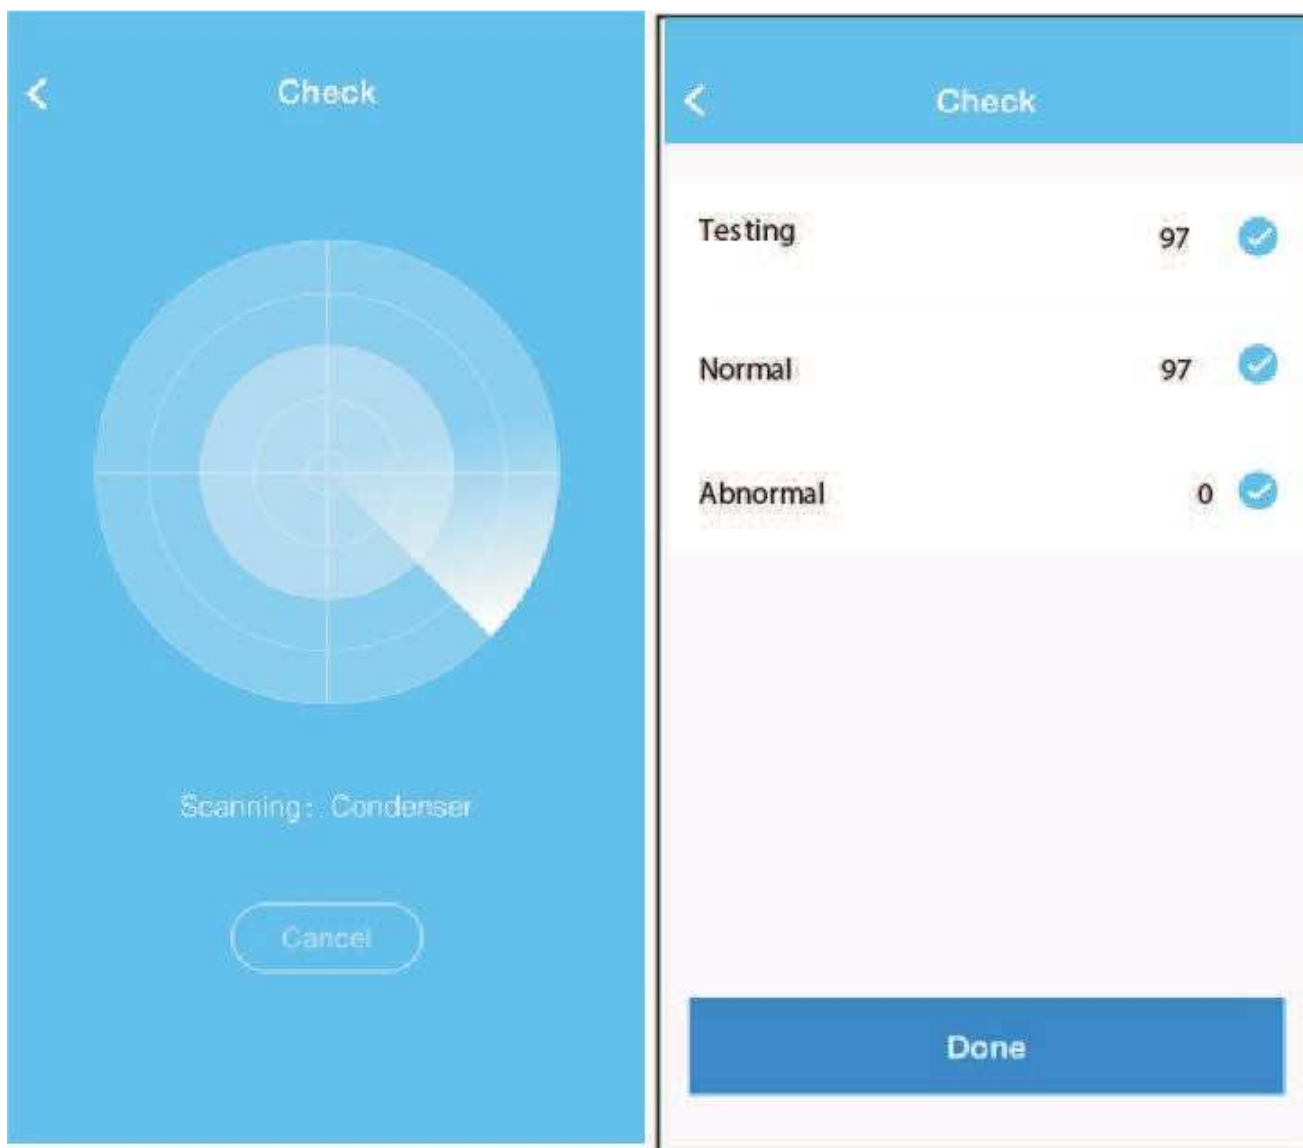 Check
Scanning: Condenser
Cancel
Check
Testing 97
Normal 97
Abnormal 0
Done